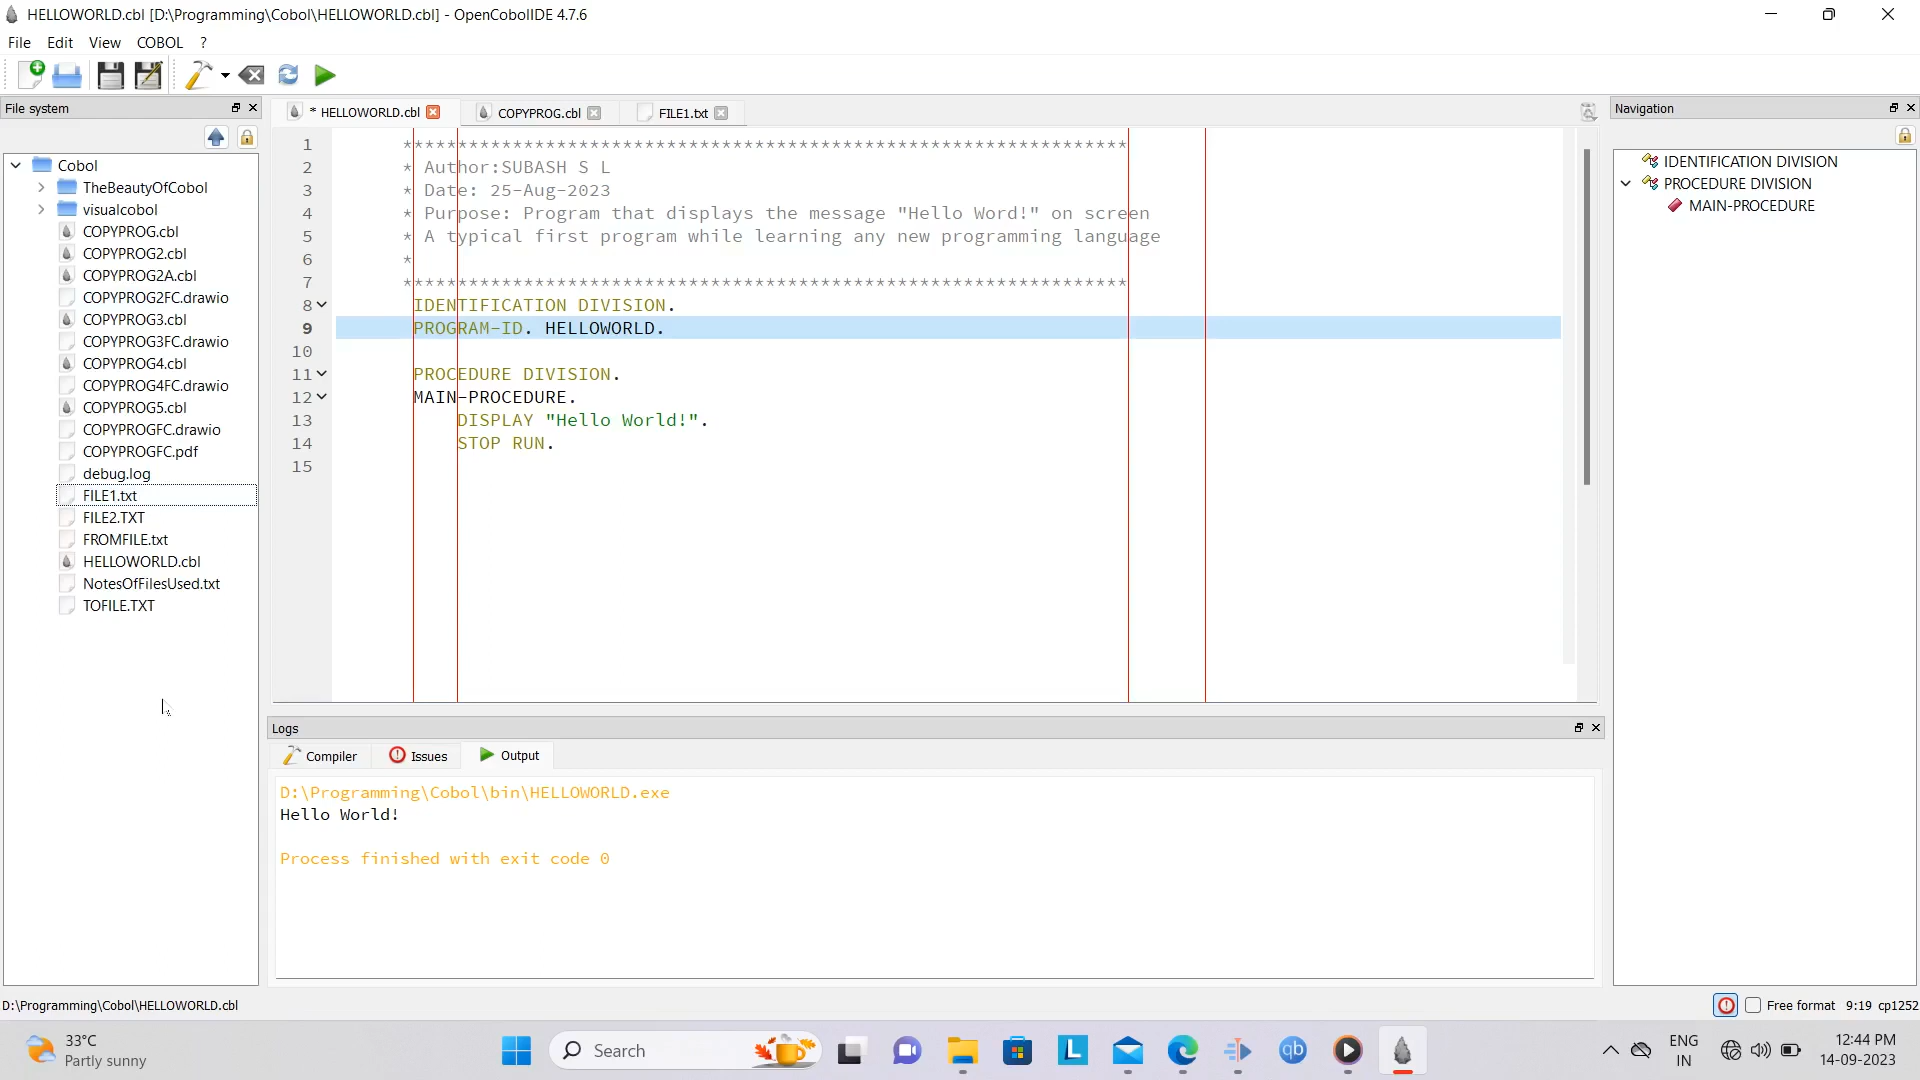 HELLOWORLD.cbl [D:\Programming\Cobol\HELLOWORLD.cbl] - OpenCobolIDE 4.7.6
File Edit View COBOL ?
File system
Cobol
TheBeautyOfCobol
visualcobol
COPYPROG.cbl
COPYPROG2.cbl
COPYPROG2A.cbl
COPYPROG2FC.drawio
COPYPROG3.cbl
COPYPROG3FC.drawio
COPYPROG4.cbl
COPYPROG4FC.drawio
COPYPROG5.cbl
COPYPROGFC.drawio
COPYPROGFC.pdf
debug.log
FILE1.txt
FILE2.TXT
FROMFILE.txt
HELLOWORLD.cbl
NotesOfFilesUsed.txt
TOFILE.TXT
* HELLOWORLD.cbl COPYPROG.cbl FILE1.txt
1 *****************************************************************
2 * Author:SUBASH S L
3 * Date: 25-Aug-2023
4 * Purpose: Program that displays the message "Hello Word!" on screen
5 * A typical first program while learning any new programming language
6 *
7 *****************************************************************
8 IDENTIFICATION DIVISION.
9 PROGRAM-ID. HELLOWORLD.
10
11 PROCEDURE DIVISION.
12 MAIN-PROCEDURE.
13 DISPLAY "Hello World!".
14 STOP RUN.
15
Navigation
IDENTIFICATION DIVISION
PROCEDURE DIVISION
MAIN-PROCEDURE
Logs
Compiler Issues Output
D:\Programming\Cobol\bin\HELLOWORLD.exe
Hello World!
Process finished with exit code 0
D:\Programming\Cobol\HELLOWORLD.cbl
Free format 9:19 cp1252
33°C
Partly sunny
Search
L
qb
ENG
IN
12:44 PM
14-09-2023